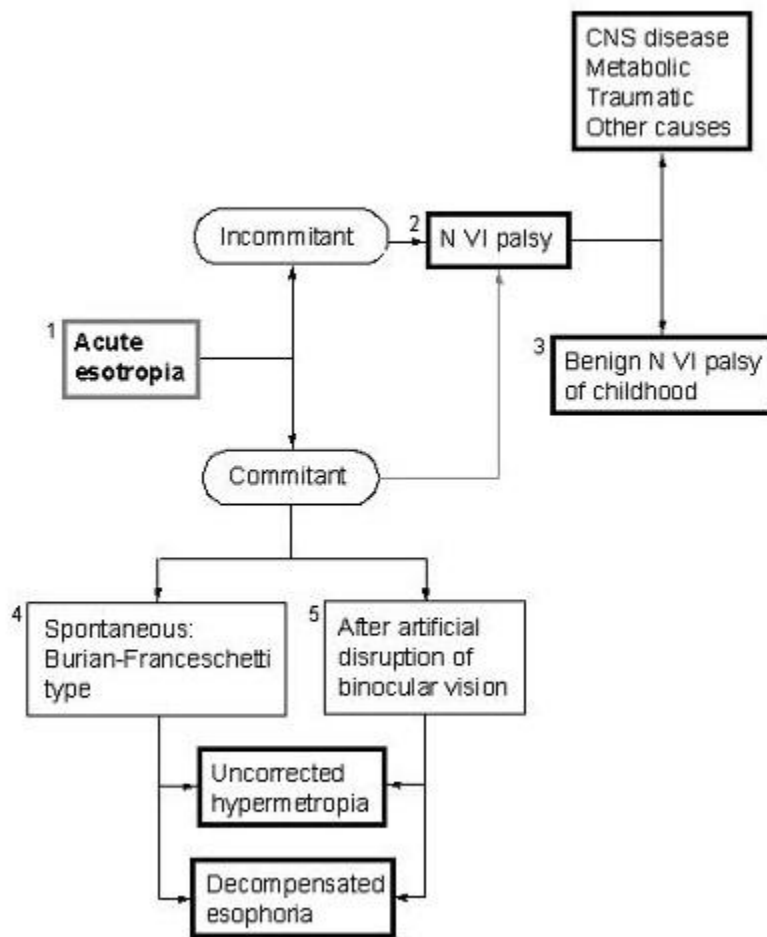 CNS disease
Metabolic
Traumatic
Other causes
Incommitant
2
N VI palsy
1
Acute
esotropia
3
Benign N VI palsy
of childhood
Commitant
4
Spontaneous:
Burian-Franceschetti
type
5
After artificial
disruption of
binocular vision
Uncorrected
hypermetropia
Decompensated
esophoria